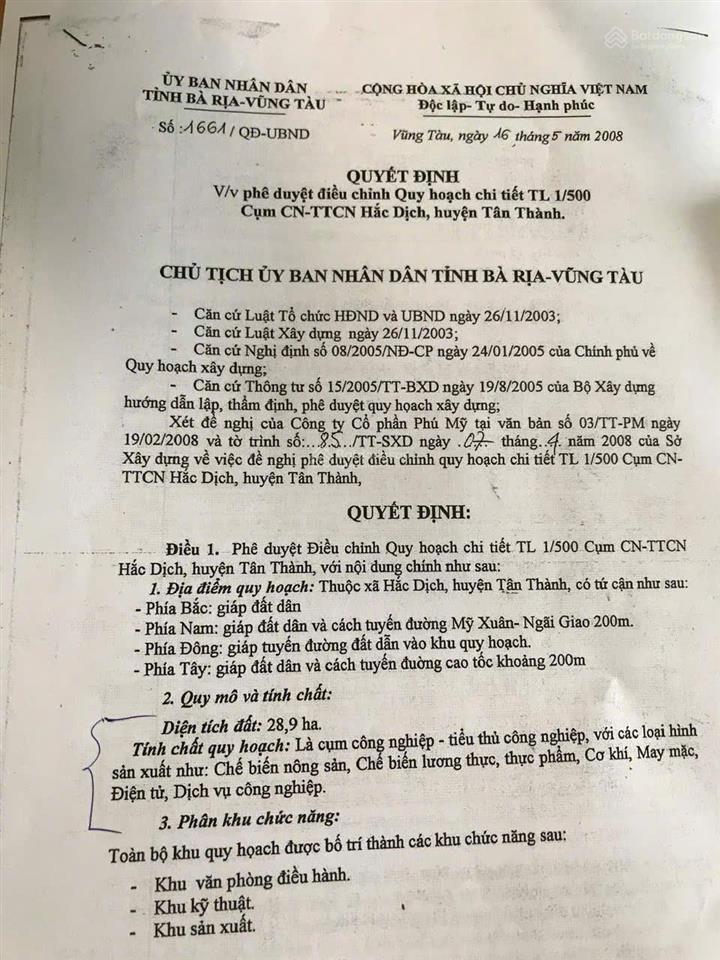 Batdongsan
ỦY BAN NHÂN DÂN
TỈNH BÀ RỊA-VŨNG TÀU
Số :1661/ QĐ-UBND
CỘNG HÒA XÃ HỘI CHỦ NGHĨA VIỆT NAM
Độc lập- Tự do- Hạnh phúc
Vũng Tàu, ngày 16 tháng 5 năm 2008
QUYẾT ĐỊNH
V/v phê duyệt điều chỉnh Quy hoạch chi tiết TL 1/500
Cụm CN-TTCN Hắc Dịch, huyện Tân Thành.
CHỦ TỊCH ỦY BAN NHÂN DÂN TỈNH BÀ RỊA-VŨNG TÀU
- Căn cứ Luật Tổ chức HĐND và UBND ngày 26/11/2003;
- Căn cứ Luật Xây dựng ngày 26/11/2003;
- Căn cứ Nghị định số 08/2005/NĐ-CP ngày 24/01/2005 của Chính phủ về
Quy hoạch xây dựng;
- Căn cứ Thông tư số 15/2005/TT-BXD ngày 19/8/2005 của Bộ Xây dựng
hướng dẫn lập, thẩm định, phê duyệt quy họach xây dựng;
Xét đề nghị của Công ty Cổ phần Phú Mỹ tại văn bản số 03/TT-PM ngày
19/02/2008 và tờ trình số:..85../TT-SXD ngày .07. tháng..4 năm 2008 của Sở
Xây dựng về việc đề nghị phê duyệt điều chỉnh quy hoạch chi tiết TL 1/500 Cụm CN-
TTCN Hắc Dịch, huyện Tân Thành,
QUYẾT ĐỊNH:
Điều 1. Phê duyệt Điều chỉnh Quy hoạch chi tiết TL 1/500 Cụm CN-TTCN
Hắc Dịch, huyện Tân Thành, với nội dung chính như sau:
1. Địa điểm quy hoạch: Thuộc xã Hắc Dịch, huyện Tân Thành, có tứ cận như sau:
- Phía Bắc: giáp đất dân
- Phía Nam: giáp đất dân và cách tuyến đường Mỹ Xuân- Ngãi Giao 200m.
- Phía Đông: giáp tuyến đường đất dẫn vào khu quy hoạch.
- Phía Tây: giáp đất dân và cách tuyến đuờng cao tốc khoảng 200m
2. Quy mô và tính chất:
Diện tích đất: 28,9 ha.
Tính chất quy hoạch: Là cụm công nghiệp - tiểu thủ công nghiệp, với các loại hình
sản xuất như: Chế biến nông sản, Chế biến lương thực, thực phẩm, Cơ khí, May mặc,
Điện tử, Dịch vụ công nghiệp.
3. Phân khu chức năng:
Toàn bộ khu quy họach được bố trí thành các khu chức năng sau:
- Khu văn phòng điều hành.
- Khu kỹ thuật.
- Khu sản xuất.